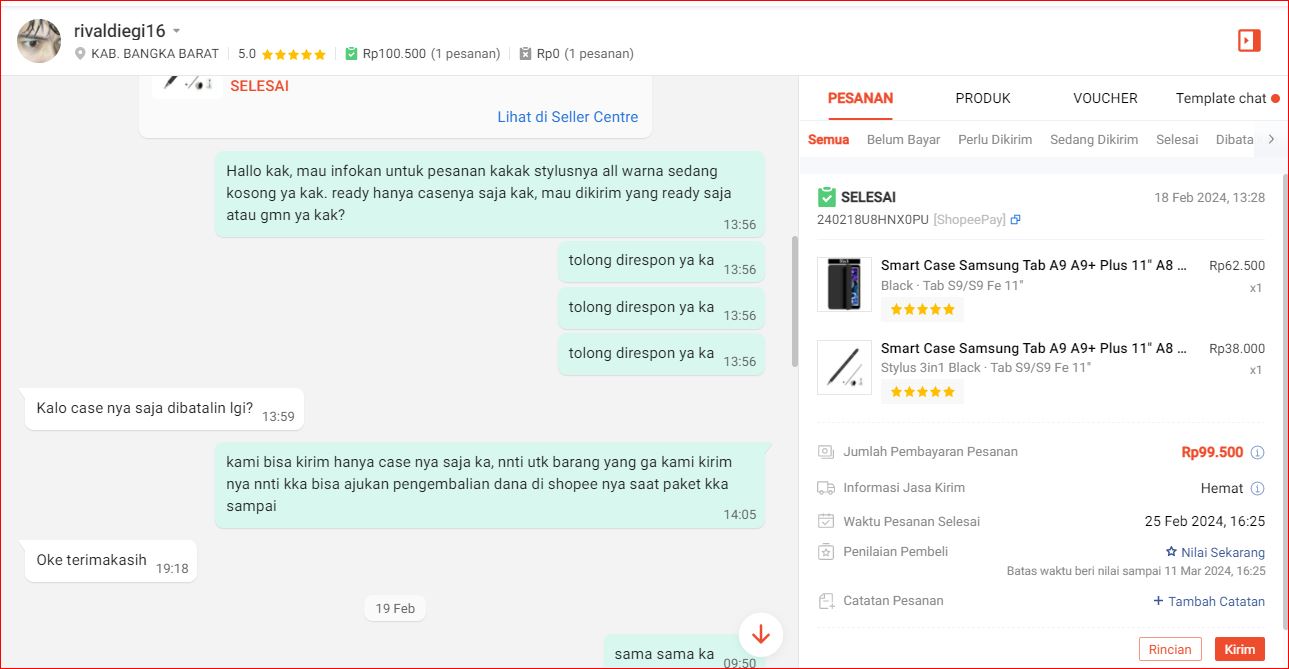 rivaldiegi16
KAB. BANGKA BARAT 5.0 Rp100.500 (1 pesanan) Rp0 (1 pesanan)
SELESAI
Lihat di Seller Centre
Hallo kak, mau infokan untuk pesanan kakak stylusnya all warna sedang
kosong ya kak. ready hanya casenya saja kak, mau dikirim yang ready saja
atau gmn ya kak?
13:56
tolong direspon ya ka 13:56
tolong direspon ya ka 13:56
tolong direspon ya ka 13:56
Kalo case nya saja dibatalin lgi? 13:59
kami bisa kirim hanya case nya saja ka, nnti utk barang yang ga kami kirim
nya nnti kka bisa ajukan pengembalian dana di shopee nya saat paket kka
sampai
14:05
Oke terimakasih 19:18
19 Feb
sama sama ka 09:50
PESANAN PRODUK VOUCHER Template chat
Semua Belum Bayar Perlu Dikirim Sedang Dikirim Selesai Dibata
SELESAI 18 Feb 2024, 13:28
240218U8HNX0PU [ShopeePay]
Smart Case Samsung Tab A9 A9+ Plus 11" A8 ... Rp62.500
Black · Tab S9/S9 Fe 11" x1
Smart Case Samsung Tab A9 A9+ Plus 11" A8 ... Rp38.000
Stylus 3in1 Black · Tab S9/S9 Fe 11" x1
Jumlah Pembayaran Pesanan Rp99.500
Informasi Jasa Kirim Hemat
Waktu Pesanan Selesai 25 Feb 2024, 16:25
Penilaian Pembeli Nilai Sekarang
Batas waktu beri nilai sampai 11 Mar 2024, 16:25
Catatan Pesanan + Tambah Catatan
Rincian Kirim